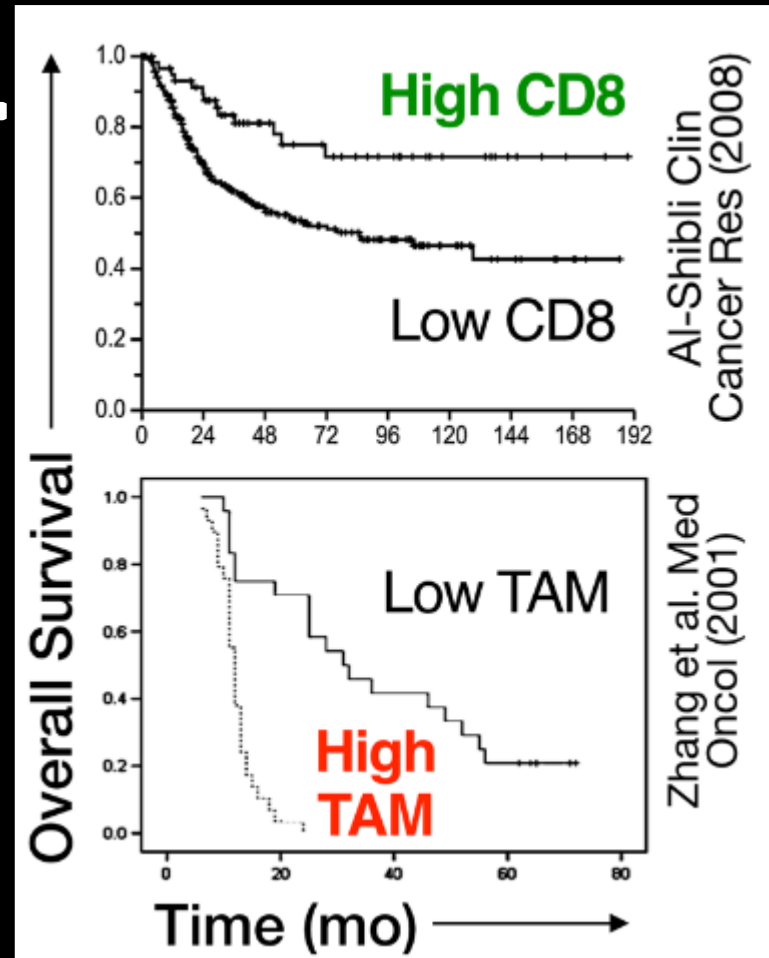 Overall Survival
1.0
0.8
0.6
0.4
0.2
0.0
High CD8
Low CD8
0 24 48 72 96 120 144 168 192
Al-Shibli Clin
Cancer Res (2008)
1.0
0.8
0.6
0.4
0.2
0.0
Low TAM
High
TAM
0 20 40 60 80
Zhang et al. Med
Oncol (2001)
Time (mo)